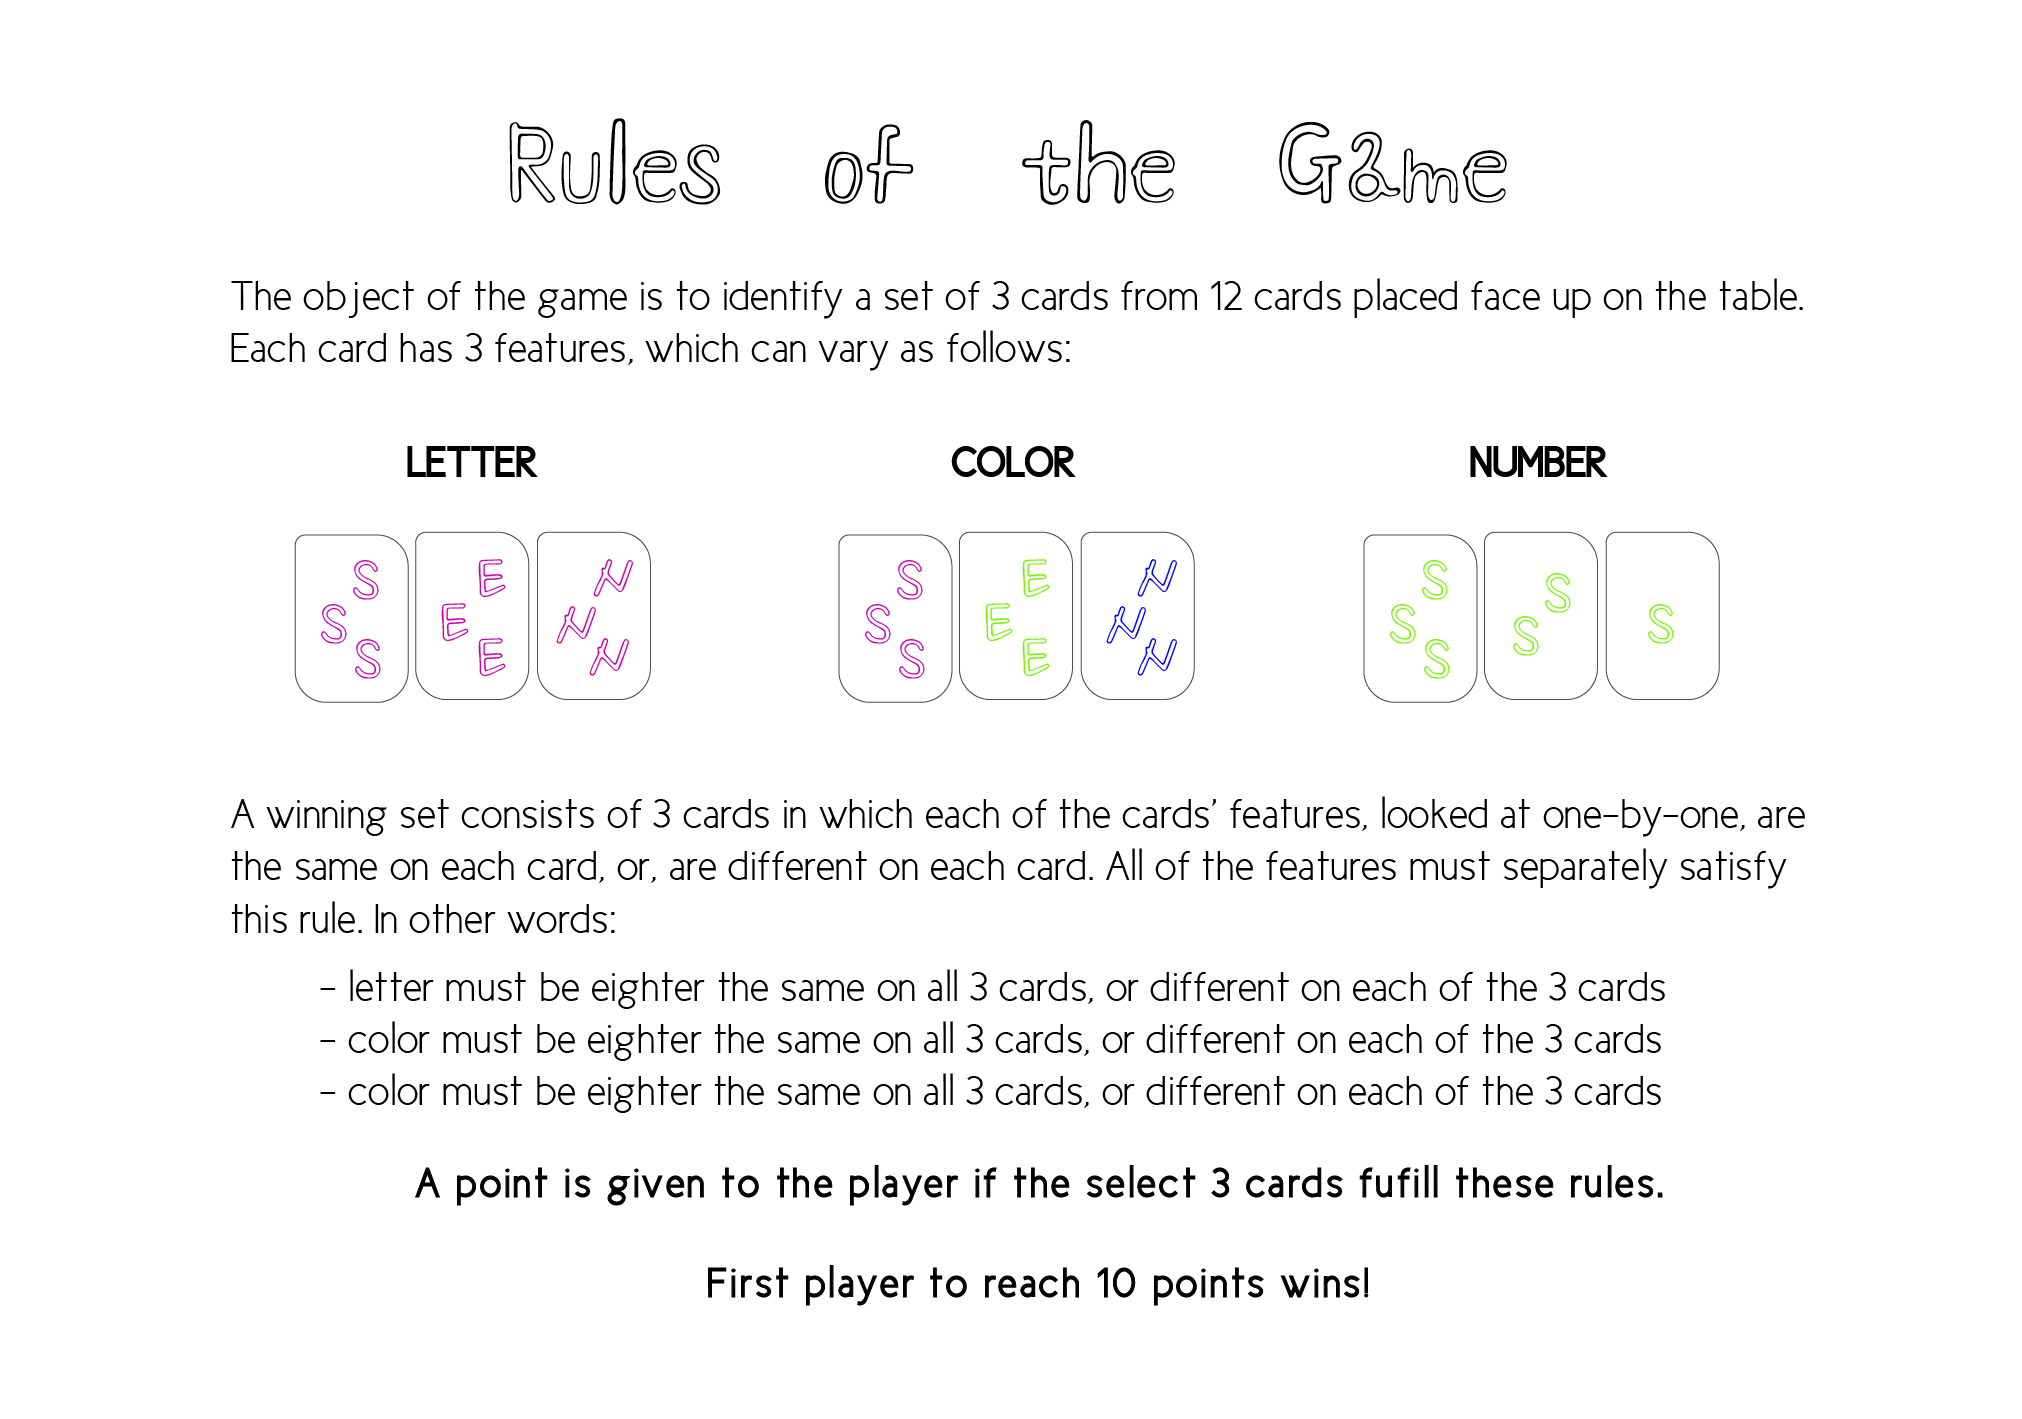 Rules of the Game
The object of the game is to identify a set of 3 cards from 12 cards placed face up on the table.
Each card has 3 features, which can vary as follows:
LETTER COLOR NUMBER
S S S E E E N N N S S S E E E N N N S S S S S S
A winning set consists of 3 cards in which each of the cards’ features, looked at one-by-one, are
the same on each card, or, are different on each card. All of the features must separately satisfy
this rule. In other words:
- letter must be eighter the same on all 3 cards, or different on each of the 3 cards
- color must be eighter the same on all 3 cards, or different on each of the 3 cards
- color must be eighter the same on all 3 cards, or different on each of the 3 cards
A point is given to the player if the select 3 cards fufill these rules.
First player to reach 10 points wins!